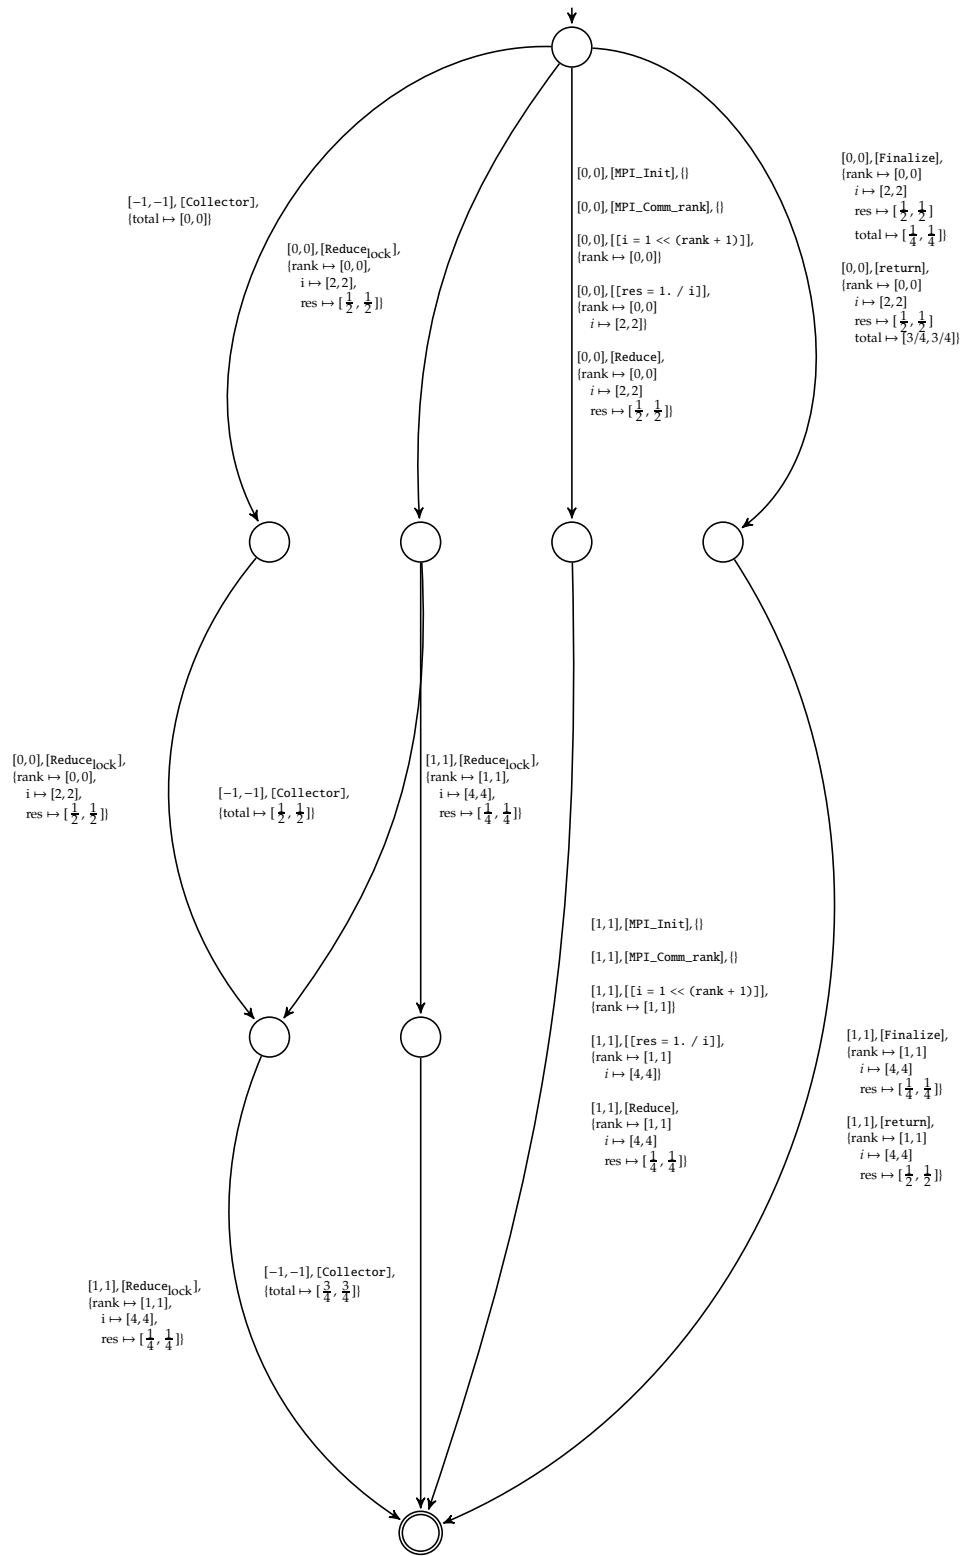 [−1, −1], [Collector],
{total ↦ [0, 0]}
[0, 0], [Reduce_lock],
{rank ↦ [0, 0],
i ↦ [2, 2],
res ↦ [1/2, 1/2]}
[0, 0], [MPI_Init], {}
[0, 0], [MPI_Comm_rank], {}
[0, 0], [[i = 1 << (rank + 1)]],
{rank ↦ [0, 0]}
[0, 0], [[res = 1. / i]],
{rank ↦ [0, 0]
i ↦ [2, 2]}
[0, 0], [Reduce],
{rank ↦ [0, 0]
i ↦ [2, 2]
res ↦ [1/2, 1/2]}
[0, 0], [Finalize],
{rank ↦ [0, 0]
i ↦ [2, 2]
res ↦ [1/2, 1/2]
total ↦ [1/4, 1/4]}
[0, 0], [return],
{rank ↦ [0, 0]
i ↦ [2, 2]
res ↦ [1/2, 1/2]
total ↦ [3/4, 3/4]}
[0, 0], [Reduce_lock],
{rank ↦ [0, 0],
i ↦ [2, 2],
res ↦ [1/2, 1/2]}
[−1, −1], [Collector],
{total ↦ [1/2, 1/2]}
[1, 1], [Reduce_lock],
{rank ↦ [1, 1],
i ↦ [4, 4],
res ↦ [1/4, 1/4]}
[1, 1], [MPI_Init], {}
[1, 1], [MPI_Comm_rank], {}
[1, 1], [[i = 1 << (rank + 1)]],
{rank ↦ [1, 1]}
[1, 1], [[res = 1. / i]],
{rank ↦ [1, 1]
i ↦ [4, 4]}
[1, 1], [Reduce],
{rank ↦ [1, 1]
i ↦ [4, 4]
res ↦ [1/4, 1/4]}
[1, 1], [Finalize],
{rank ↦ [1, 1]
i ↦ [4, 4]
res ↦ [1/4, 1/4]}
[1, 1], [return],
{rank ↦ [1, 1]
i ↦ [4, 4]
res ↦ [1/2, 1/2]}
[1, 1], [Reduce_lock],
{rank ↦ [1, 1],
i ↦ [4, 4],
res ↦ [1/4, 1/4]}
[−1, −1], [Collector],
{total ↦ [3/4, 3/4]}